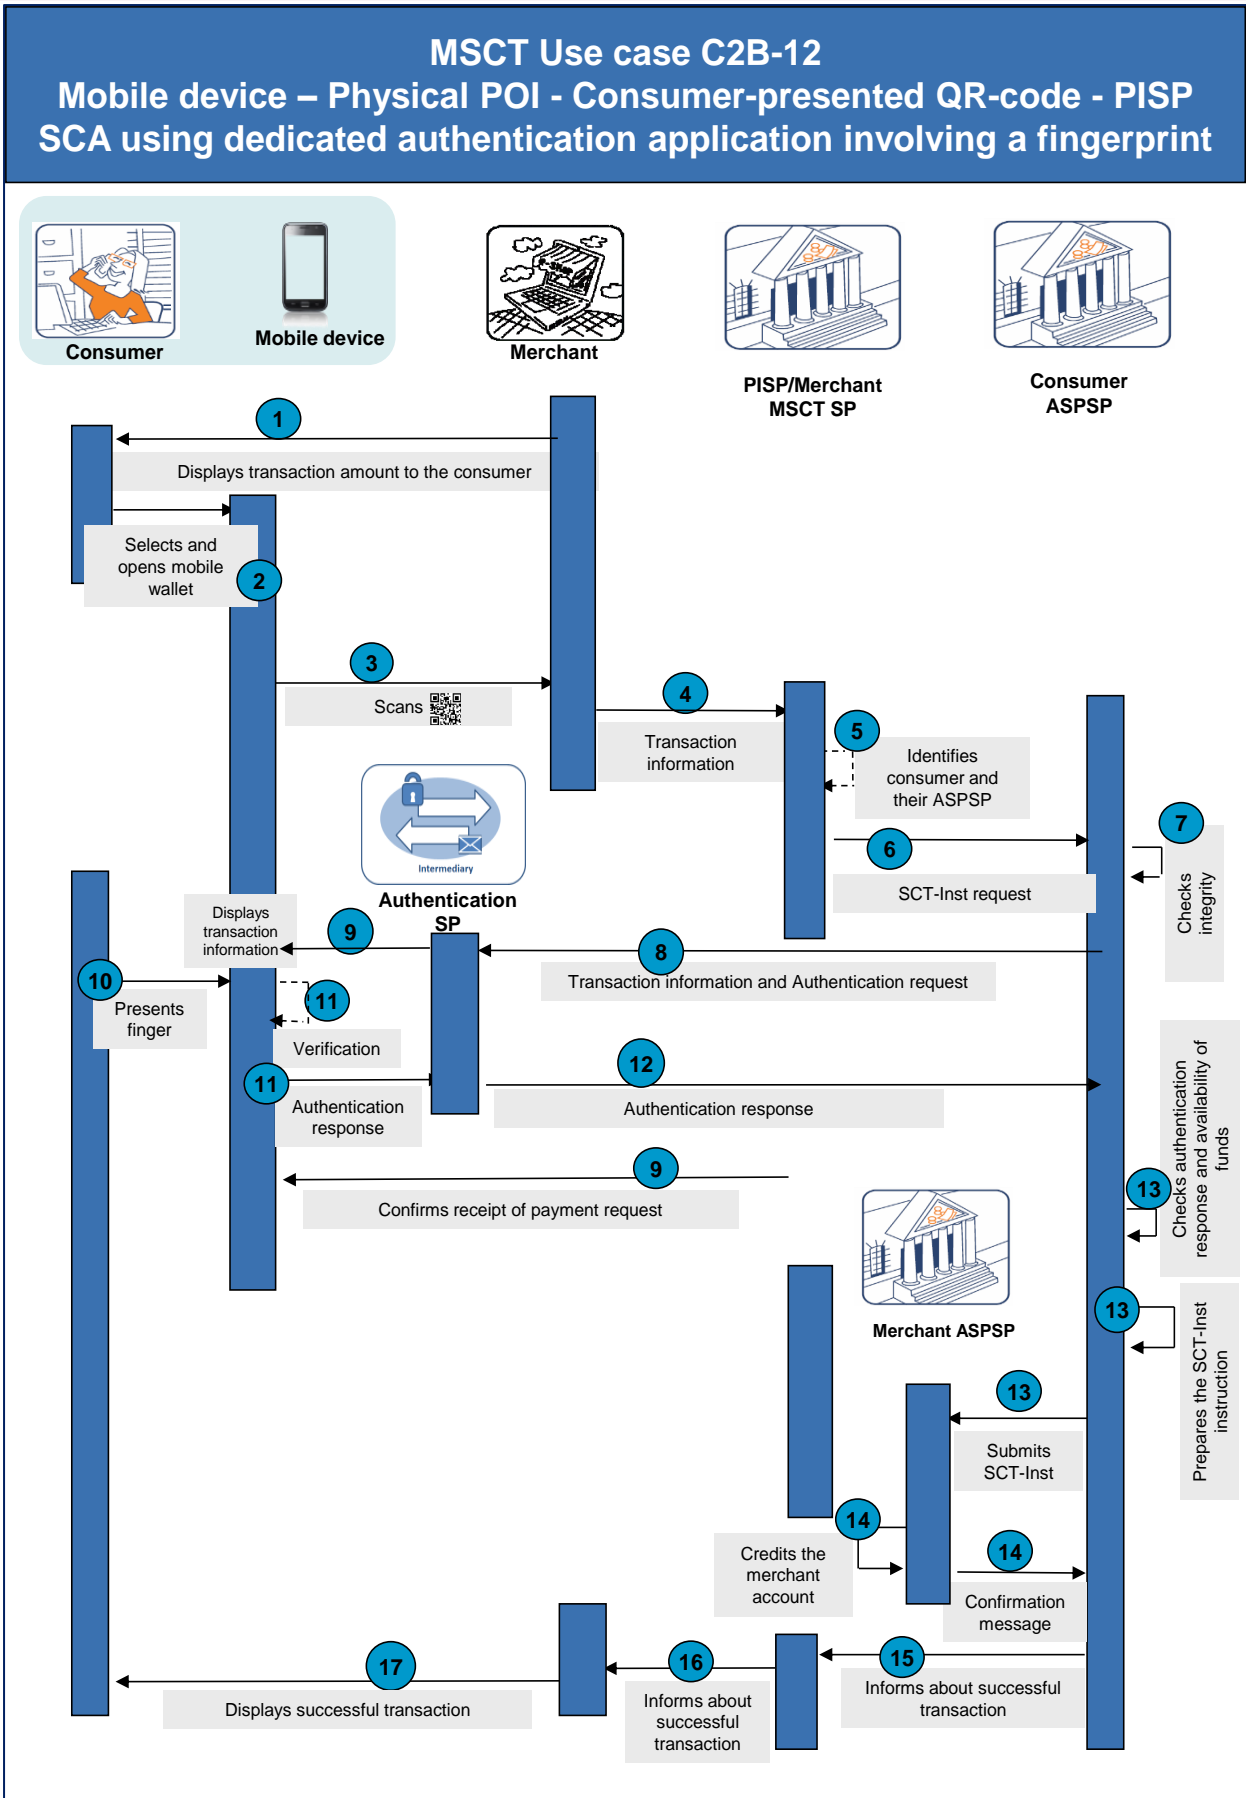 MSCT Use case C2B-12
Mobile device – Physical POI - Consumer-presented QR-code - PISP
SCA using dedicated authentication application involving a fingerprint
Consumer
Mobile device
Merchant
PISP/Merchant
MSCT SP
Consumer
ASPSP
1
Displays transaction amount to the consumer
Selects and
opens mobile
wallet
2
3
Scans
4
Transaction
information
5
Identifies
consumer and
their ASPSP
6
SCT-Inst request
7
Checks
integrity
Intermediary
Authentication
SP
Displays
transaction
information
9
8
Transaction information and Authentication request
10
Presents
finger
11
Verification
11
Authentication
response
12
Authentication response
Checks authentication
response and availability of
funds
13
9
Confirms receipt of payment request
Merchant ASPSP
13
Prepares the SCT-Inst
instruction
13
Submits
SCT-Inst
14
Credits the
merchant
account
14
Confirmation
message
15
Informs about successful
transaction
16
Informs about
successful
transaction
17
Displays successful transaction